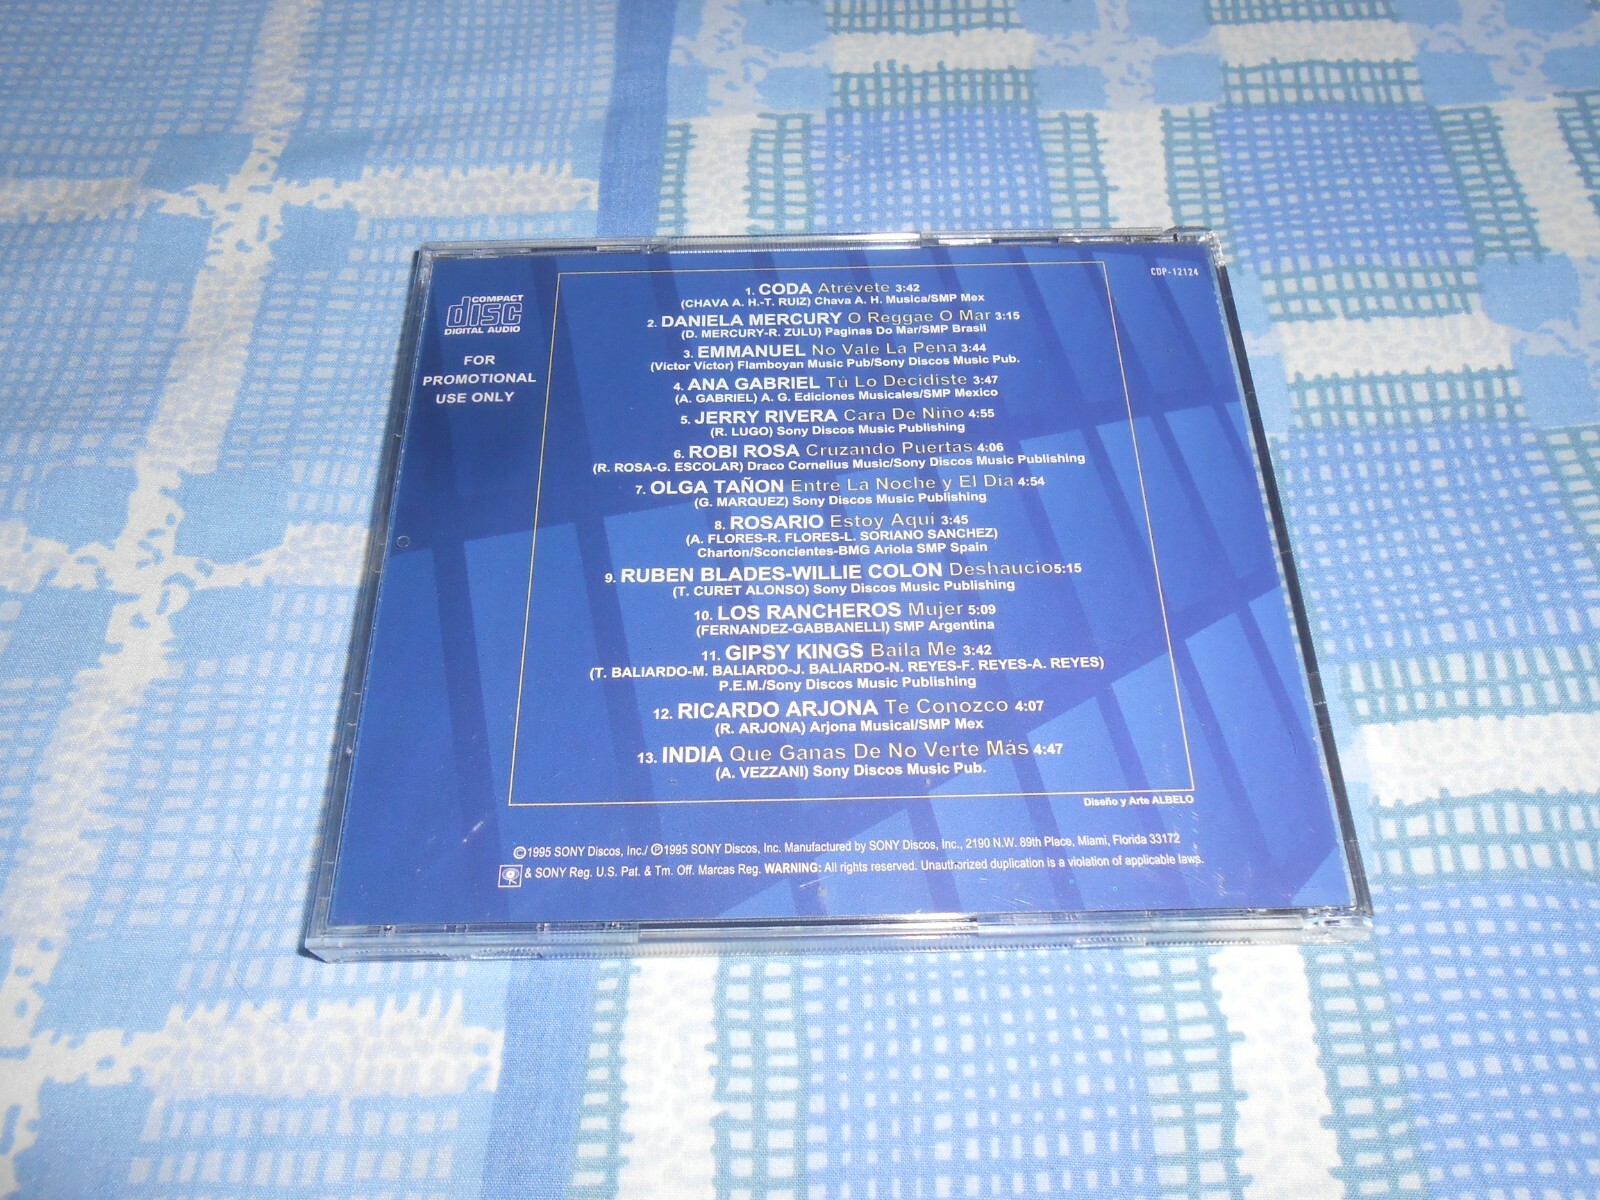 CDP-12124
COMPACT
disc
DIGITAL AUDIO
FOR
PROMOTIONAL
USE ONLY
1. CODA Atrévete 3:42
(CHAVA A. H.-T. RUIZ) Chava A. H. Musica/SMP Mex
2. DANIELA MERCURY O Reggae O Mar 3:15
(D. MERCURY-R. ZULU) Paginas Do Mar/SMP Brasil
3. EMMANUEL No Vale La Pena 3:44
(Víctor Víctor) Flamboyan Music Pub/Sony Discos Music Pub.
4. ANA GABRIEL Tú Lo Decidiste 3:47
(A. GABRIEL) A. G. Ediciones Musicales/SMP Mexico
5. JERRY RIVERA Cara De Niño 4:55
(R. LUGO) Sony Discos Music Publishing
6. ROBI ROSA Cruzando Puertas 4:06
(R. ROSA-G. ESCOLAR) Draco Cornelius Music/Sony Discos Music Publishing
7. OLGA TAÑON Entre La Noche y El Día 4:54
(G. MARQUEZ) Sony Discos Music Publishing
8. ROSARIO Estoy Aquí 3:45
(A. FLORES-R. FLORES-L. SORIANO SANCHEZ)
Charton/Sconcientes-BMG Ariola SMP Spain
9. RUBEN BLADES-WILLIE COLON Deshaucio 5:15
(T. CURET ALONSO) Sony Discos Music Publishing
10. LOS RANCHEROS Mujer 5:09
(FERNANDEZ-GABBANELLI) SMP Argentina
11. GIPSY KINGS Baila Me 3:42
(T. BALIARDO-M. BALIARDO-J. BALIARDO-N. REYES-F. REYES-A. REYES)
P.E.M./Sony Discos Music Publishing
12. RICARDO ARJONA Te Conozco 4:07
(R. ARJONA) Arjona Musical/SMP Mex
13. INDIA Que Ganas De No Verte Más 4:47
(A. VEZZANI) Sony Discos Music Pub.
Diseño y Arte ALBELO
©1995 SONY Discos, Inc./ ℗1995 SONY Discos, Inc. Manufactured by SONY Discos, Inc., 2190 N.W. 89th Place, Miami, Florida 33172
& SONY Reg. U.S. Pat. & Tm. Off. Marcas Reg. WARNING: All rights reserved. Unauthorized duplication is a violation of applicable laws.